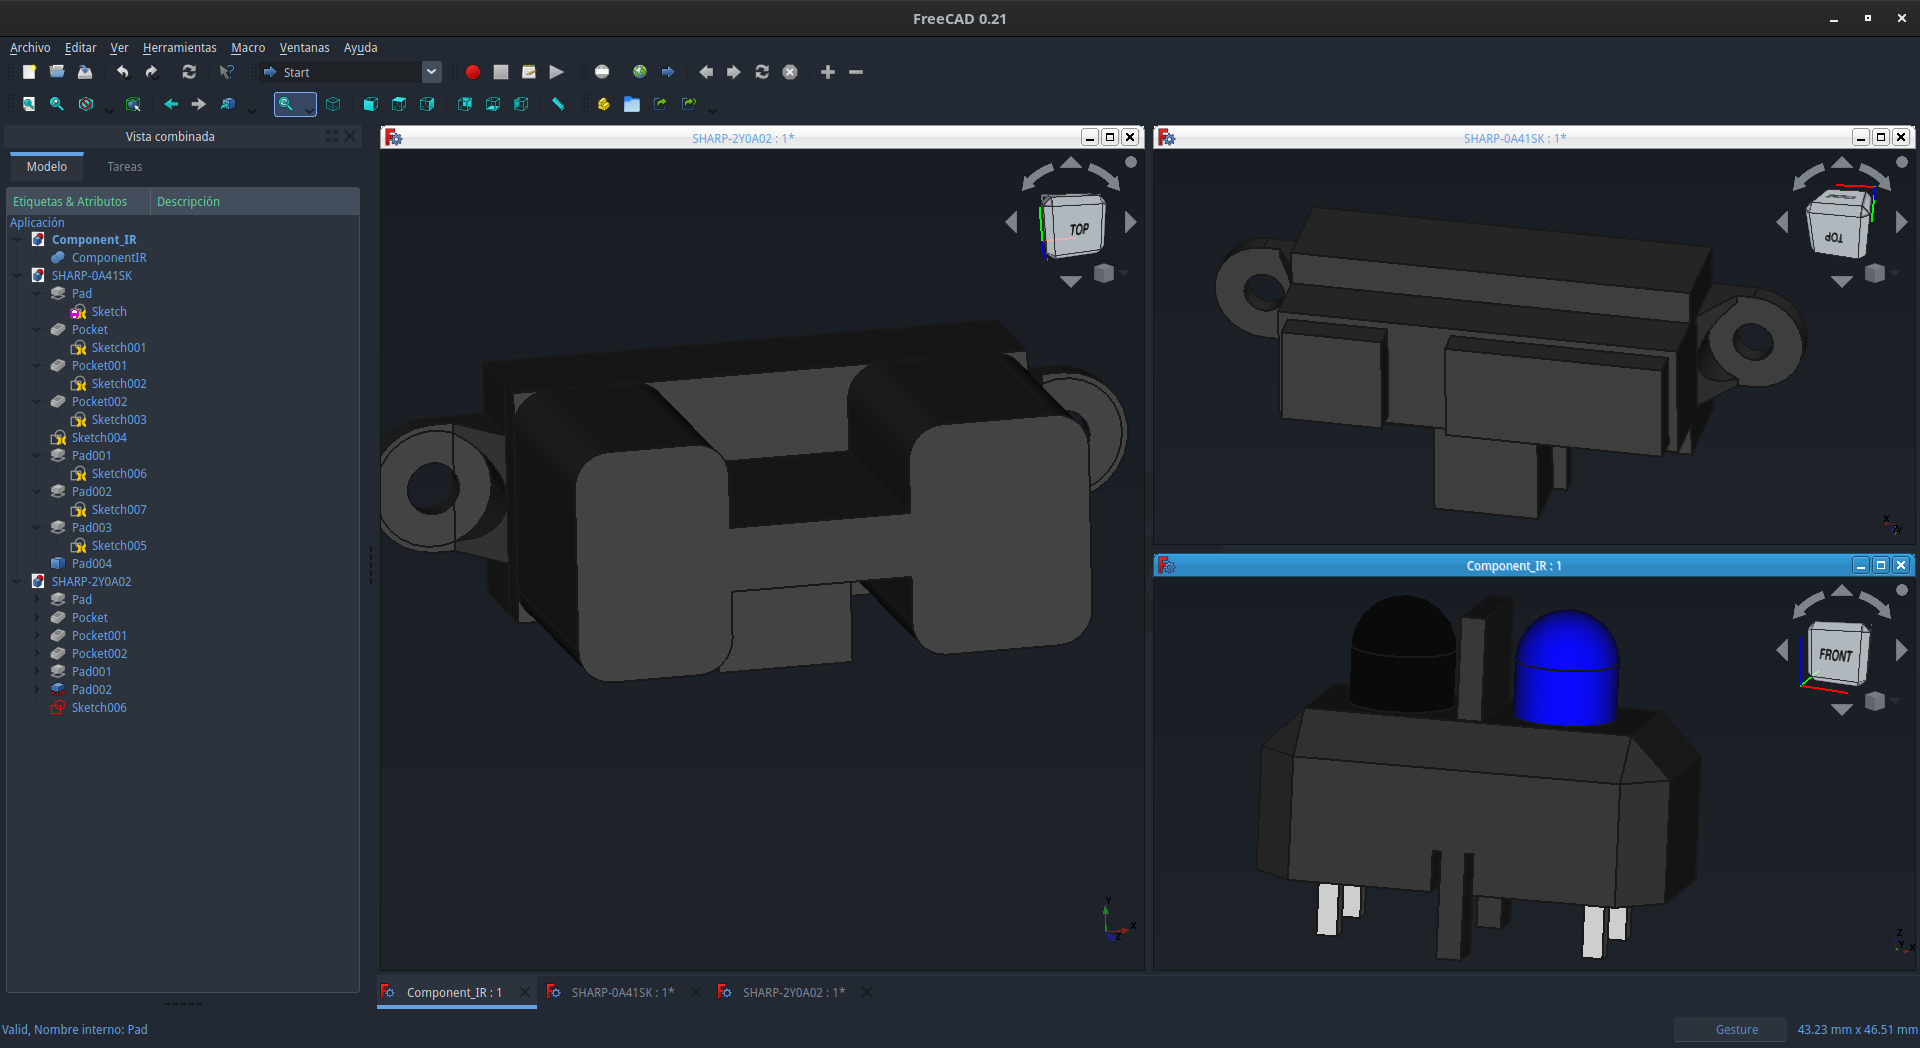 FreeCAD 0.21
Archivo Editar Ver Herramientas Macro Ventanas Ayuda
Start
Vista combinada
Modelo Tareas
Etiquetas & Atributos Descripción
Aplicación
Component_IR
ComponentIR
SHARP-0A41SK
Pad
Sketch
Pocket
Sketch001
Pocket001
Sketch002
Pocket002
Sketch003
Sketch004
Pad001
Sketch006
Pad002
Sketch007
Pad003
Sketch005
Pad004
SHARP-2Y0A02
Pad
Pocket
Pocket001
Pocket002
Pad001
Pad002
Sketch006
SHARP-2Y0A02 : 1*
TOP
Y
X
Z
SHARP-0A41SK : 1*
TOP
X
Y
Component_IR : 1
FRONT
Z
Y X
Component_IR : 1 SHARP-0A41SK : 1* SHARP-2Y0A02 : 1*
Valid, Nombre interno: Pad
Gesture 43.23 mm x 46.51 mm